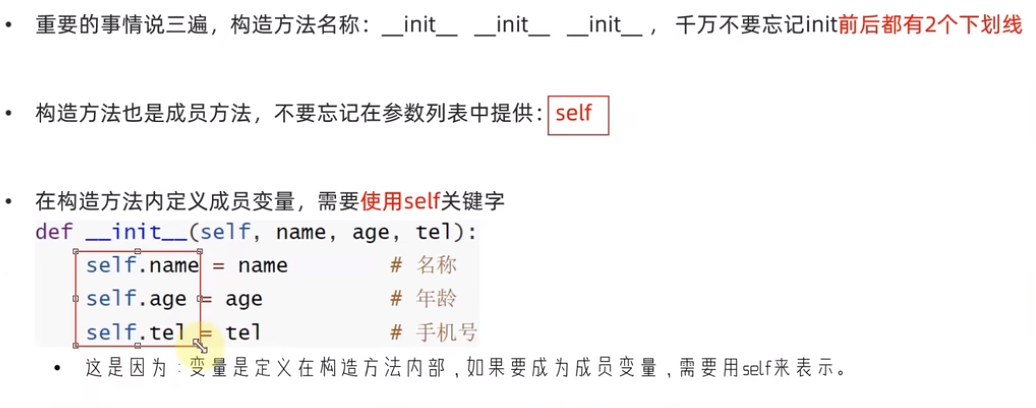 • 重要的事情说三遍，构造方法名称：__init__ __init__ __init__ ， 千万不要忘记init前后都有2个下划线
• 构造方法也是成员方法，不要忘记在参数列表中提供：self
• 在构造方法内定义成员变量，需要使用self关键字
def __init__(self, name, age, tel):
self.name = name # 名称
self.age = age # 年龄
self.tel = tel # 手机号
• 这是因为：变量是定义在构造方法内部，如果要成为成员变量，需要用self来表示。